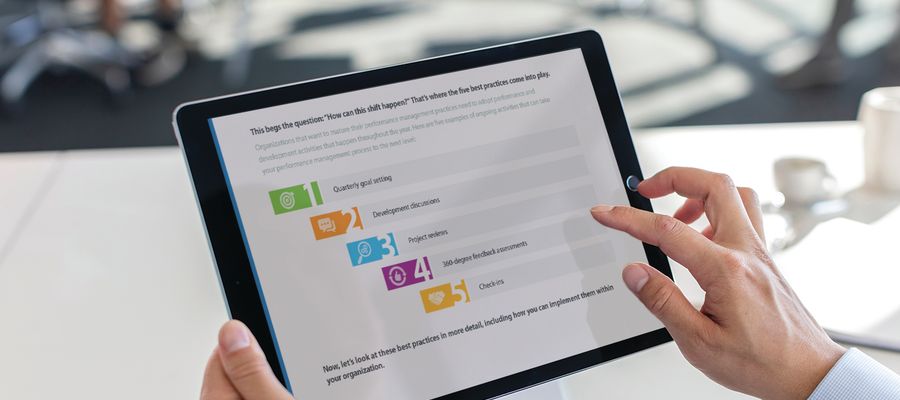 This begs the question: "How can this shift happen?" That's where the five best practices come into play.
Organizations that want to mature their performance management practices need to adopt performance and
development activities that happen throughout the year. Here are five examples of ongoing activities that can take
your performance management process to the next level.
1 Quarterly goal setting
2 Development discussions
3 Project reviews
4 360-degree feedback assessments
5 Check-ins
Now, let's look at these best practices in more detail, including how you can implement them within
your organization.